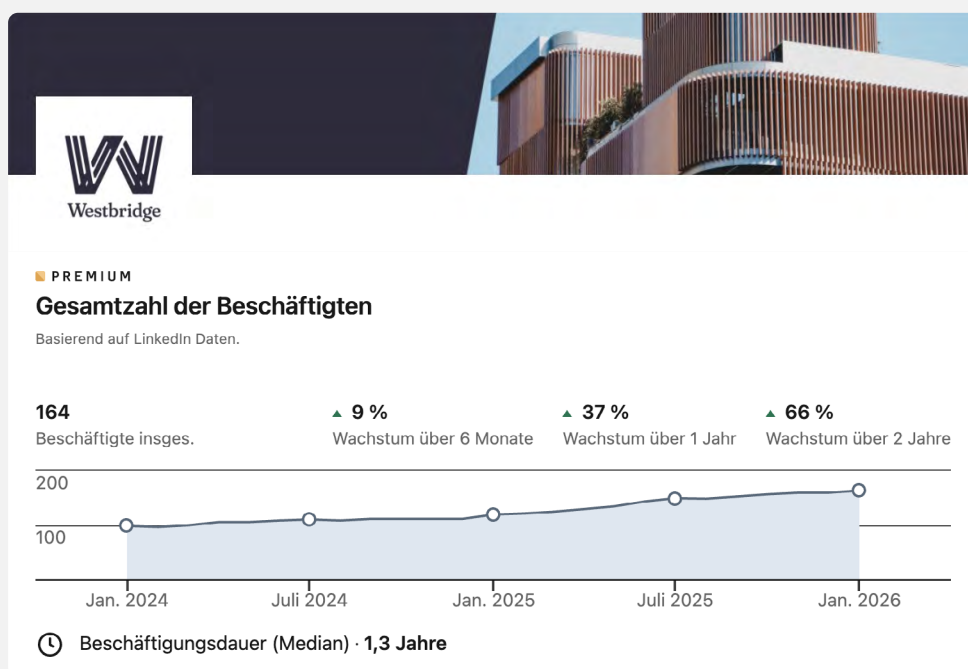 Westbridge
PREMIUM
Gesamtzahl der Beschäftigten
Basierend auf LinkedIn Daten.
164
Beschäftigte insges.
▲ 9 %
Wachstum über 6 Monate
▲ 37 %
Wachstum über 1 Jahr
▲ 66 %
Wachstum über 2 Jahre
200
100
Jan. 2024 Juli 2024 Jan. 2025 Juli 2025 Jan. 2026
Beschäftigungsdauer (Median) · 1,3 Jahre